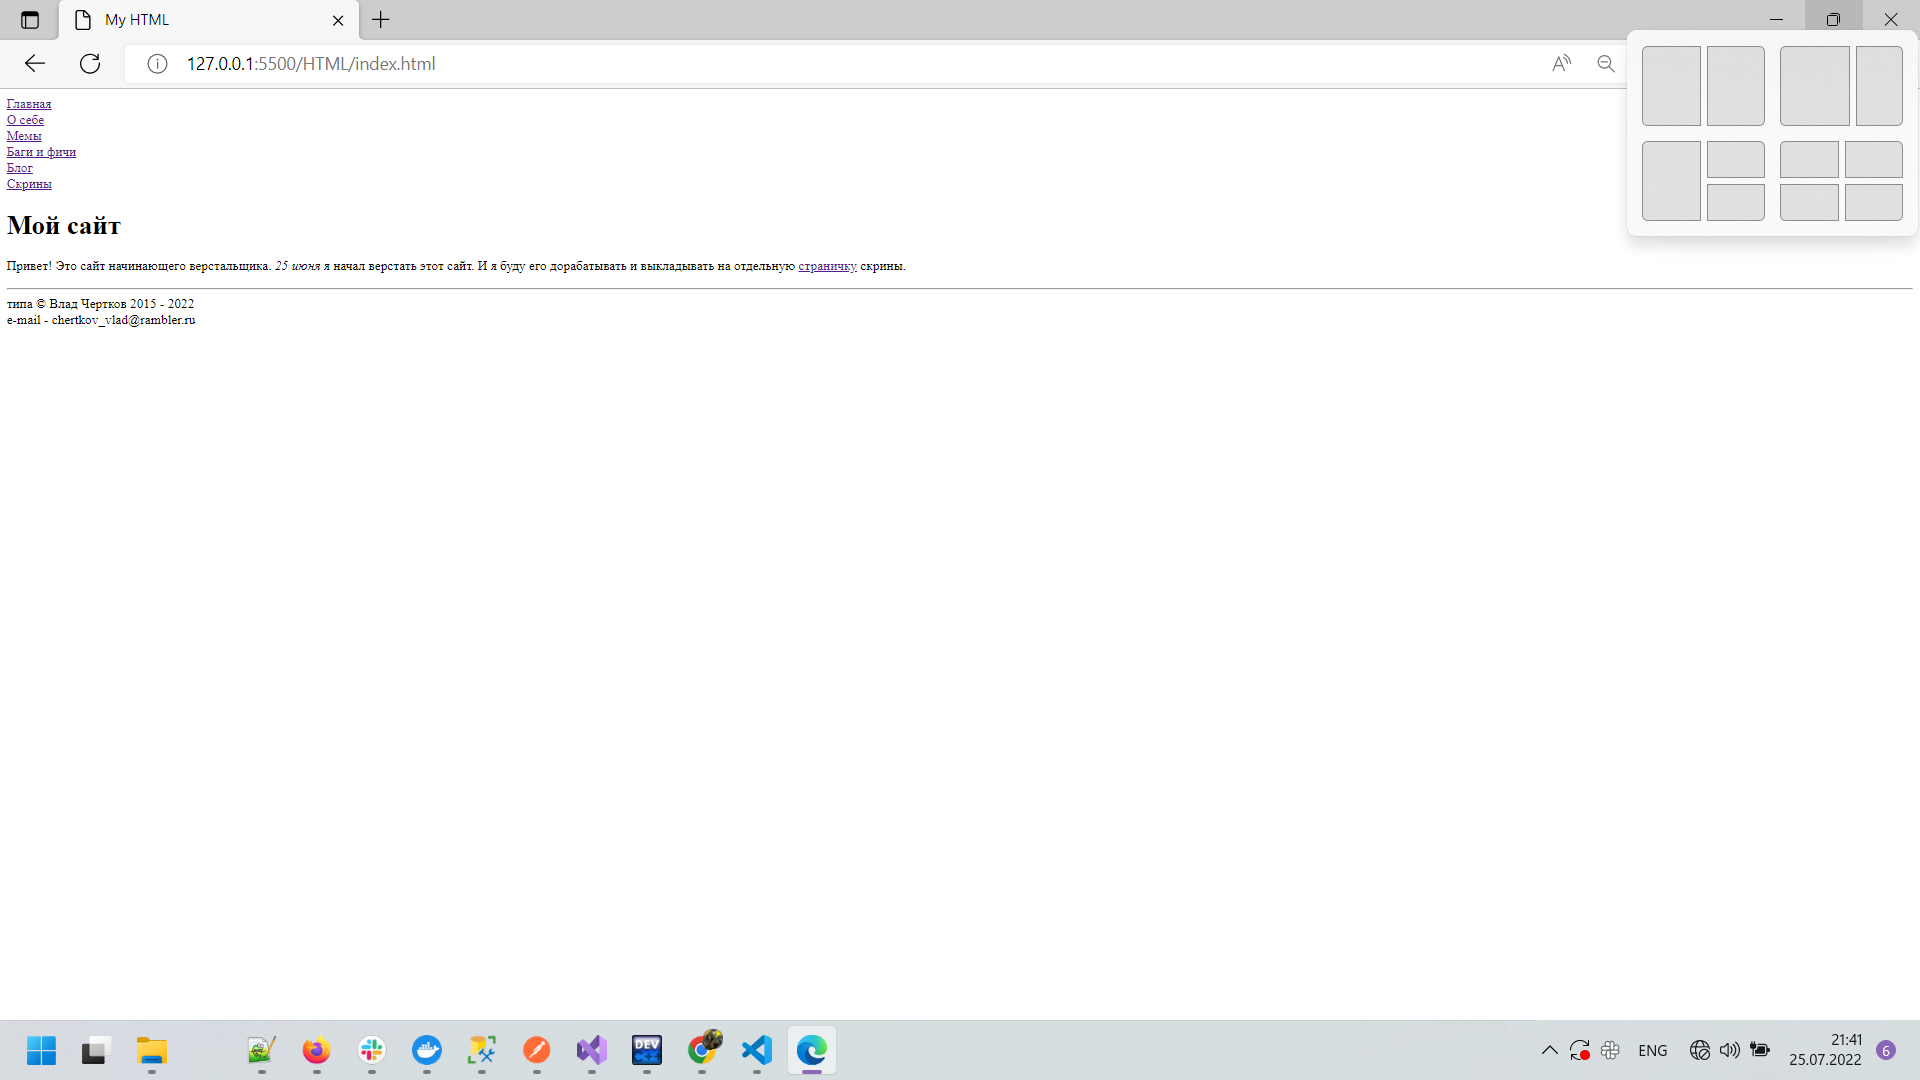 My HTML
127.0.0.1:5500/HTML/index.html
Главная
О себе
Мемы
Баги и фичи
Блог
Скрины
Мой сайт
Привет! Это сайт начинающего верстальщика. 25 июня я начал верстать этот сайт. И я буду его дорабатывать и выкладывать на отдельную страничку скрины.
типа © Влад Чертков 2015 - 2022
e-mail - chertkov_vlad@rambler.ru
DEV
C++
ENG
21:41
25.07.2022
6